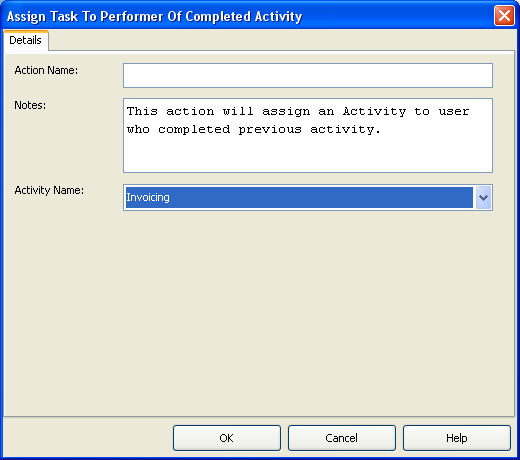 Assign Task To Performer Of Completed Activity
Details
Action Name:
Notes:
This action will assign an Activity to user
who completed previous activity.
Activity Name:
Invoicing
OK
Cancel
Help